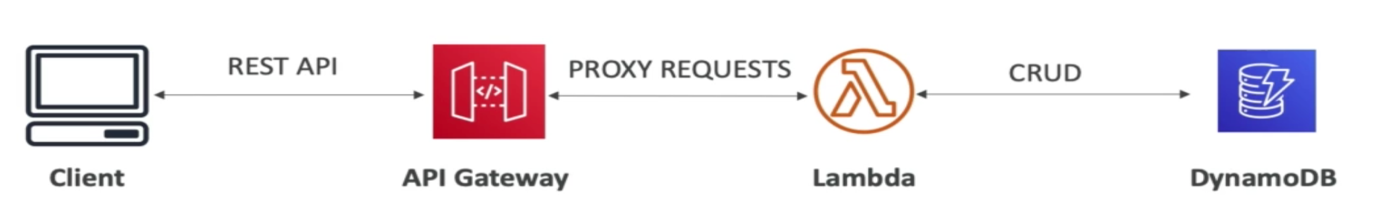 REST API
PROXY REQUESTS
CRUD
</>
Client
API Gateway
Lambda
DynamoDB